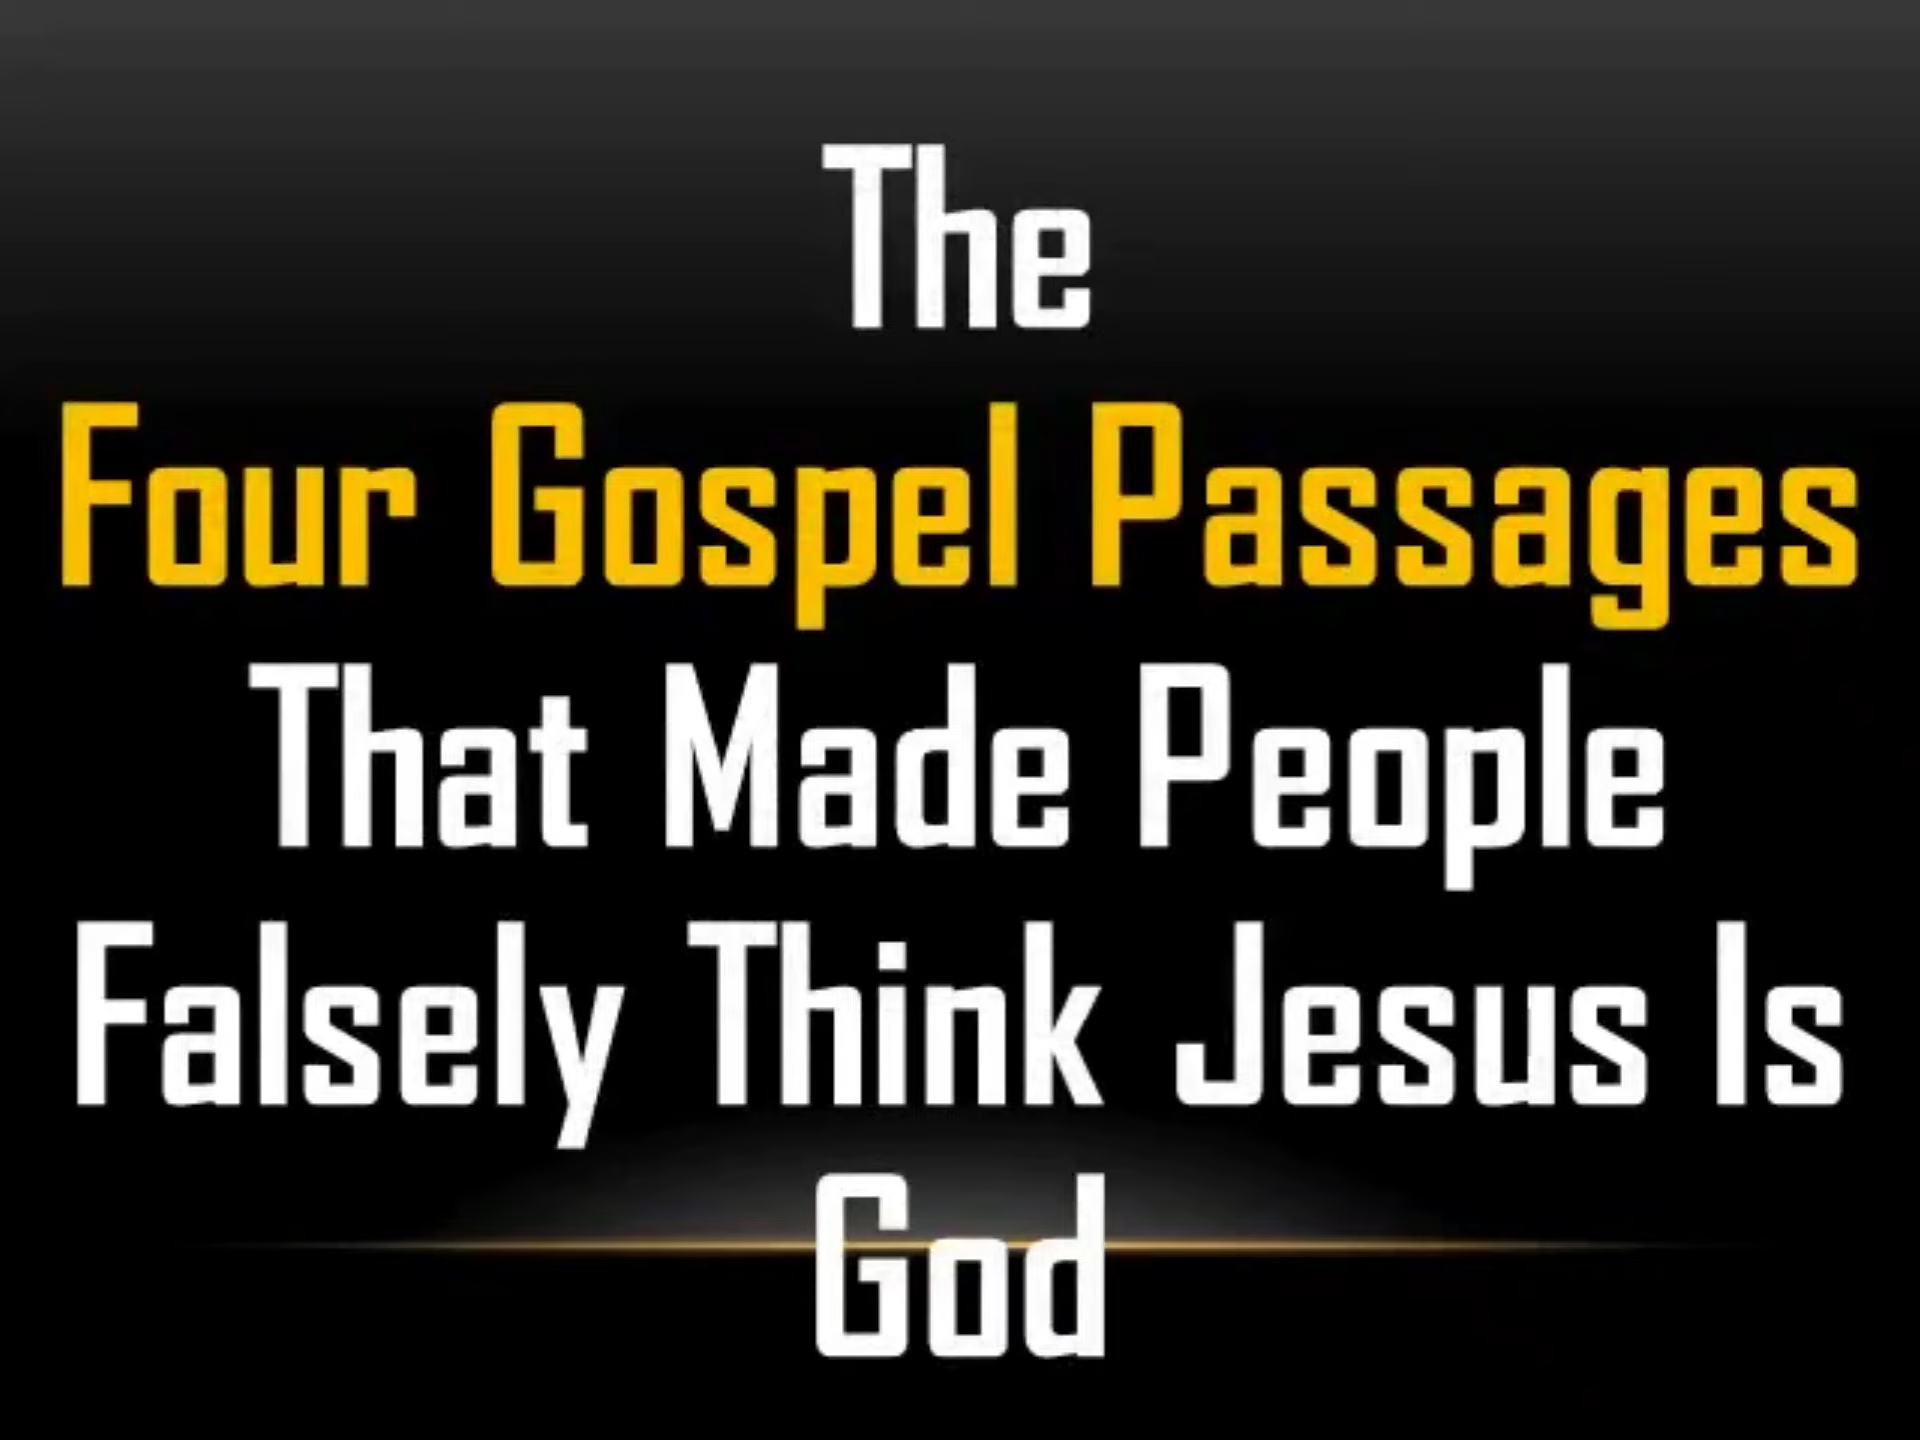 The
Four Gospel Passages
That Made People
Falsely Think Jesus Is
God